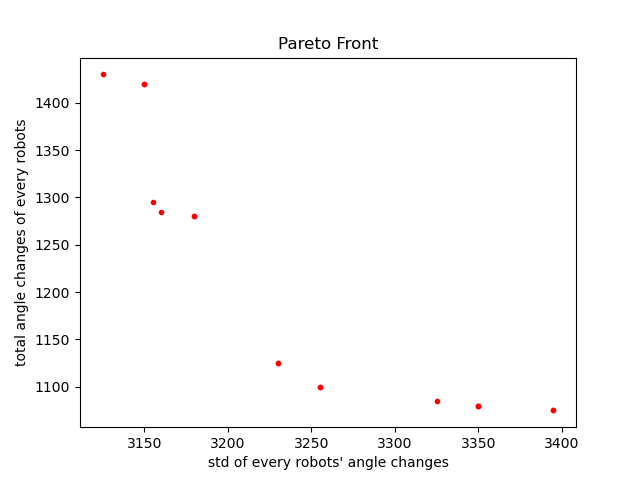 Pareto Front
1400
1350
1300
1250
1200
1150
1100
total angle changes of every robots
3150 3200 3250 3300 3350 3400
std of every robots' angle changes